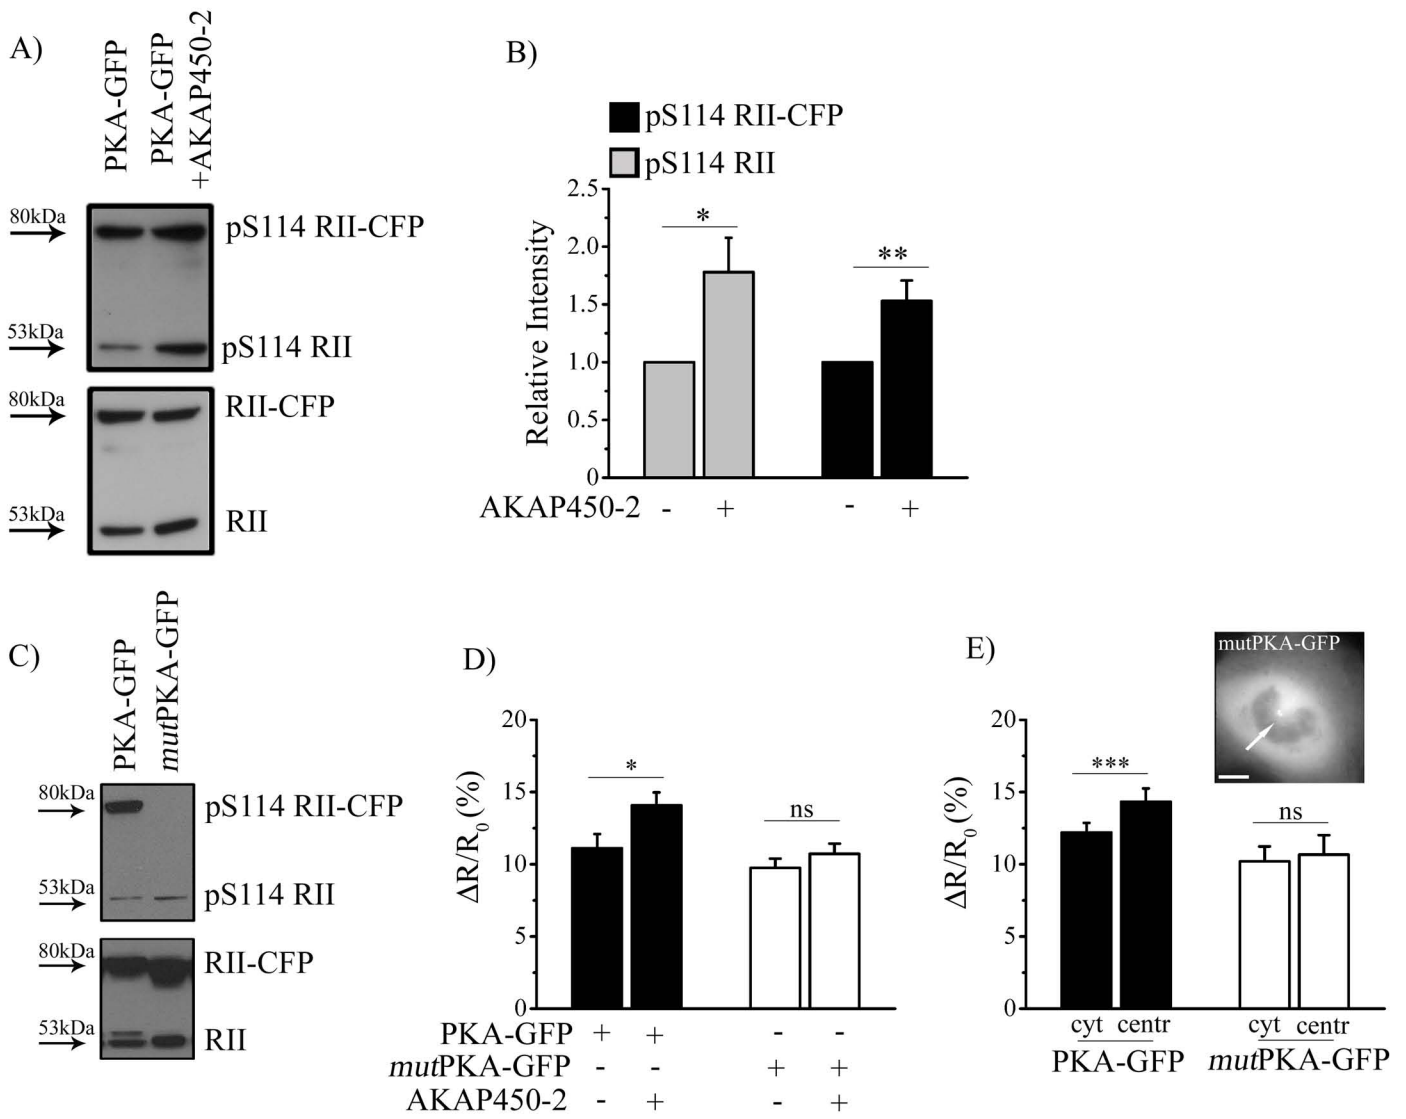 A)
PKA-GFP
PKA-GFP
+AKAP450-2
80kDa
pS114 RII-CFP
53kDa
pS114 RII
80kDa
RII-CFP
53kDa
RII
B)
pS114 RII-CFP
pS114 RII
2.5
2.0
1.5
1.0
0.5
0
Relative Intensity
*
**
AKAP450-2 - + - +
C)
PKA-GFP
mutPKA-GFP
80kDa
pS114 RII-CFP
53kDa
pS114 RII
80kDa
RII-CFP
53kDa
RII
D)
20
15
10
5
0
ΔR/R0 (%)
*
ns
PKA-GFP + + - -
mutPKA-GFP - - + +
AKAP450-2 - + - +
E)
mutPKA-GFP
20
15
10
5
0
ΔR/R0 (%)
***
ns
cyt centr cyt centr
PKA-GFP mutPKA-GFP